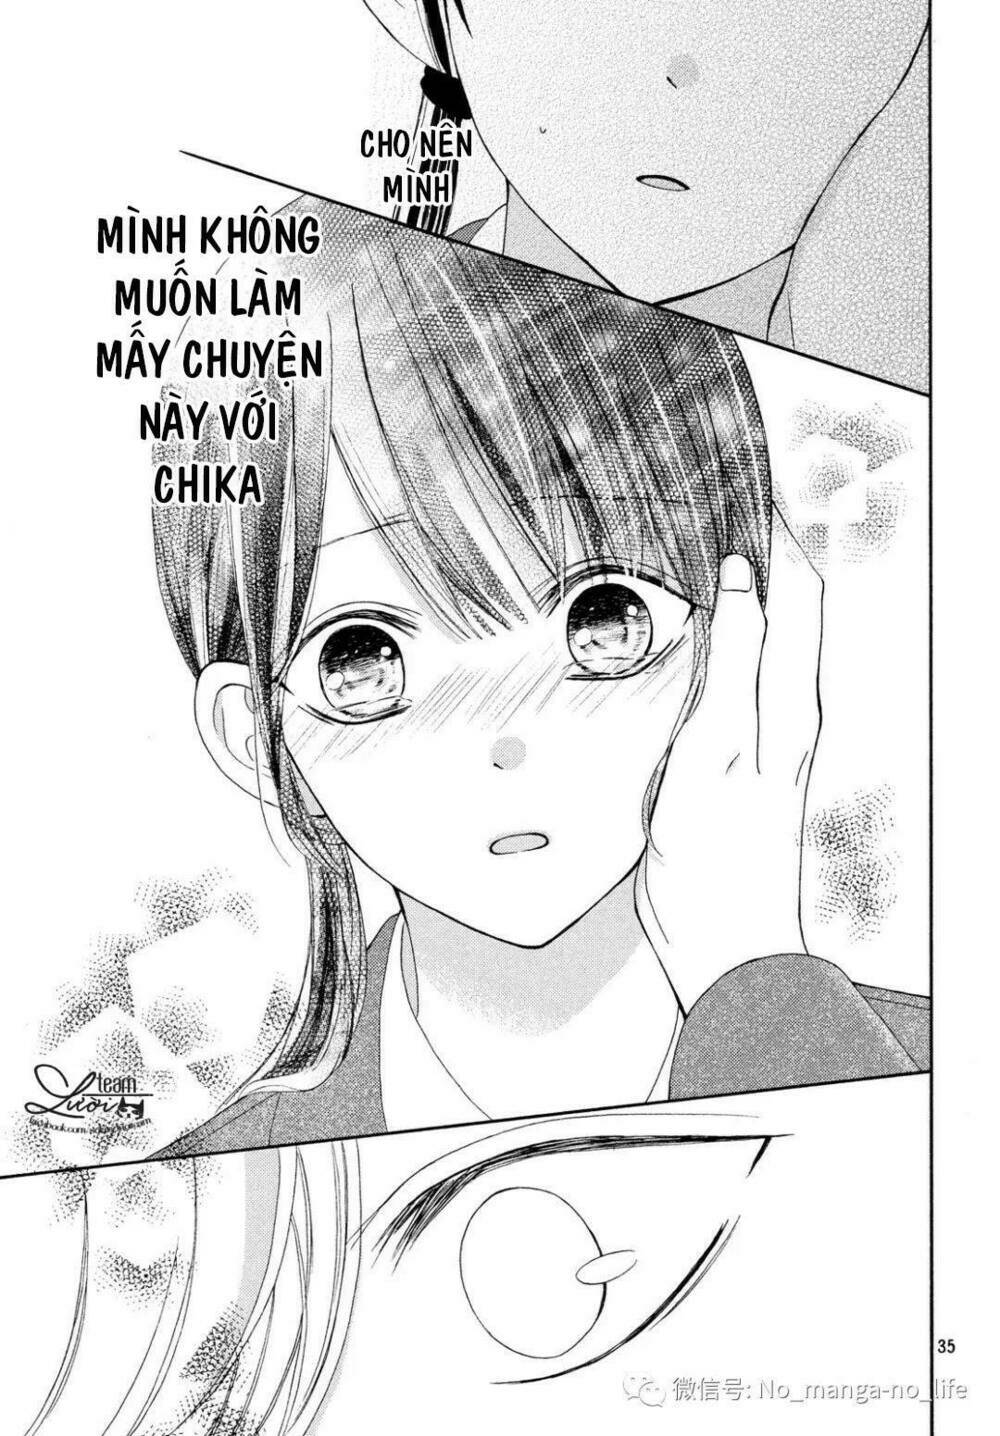 CHO NÊN
MÌNH
MÌNH KHÔNG
MUỐN LÀM
MẤY CHUYỆN
NÀY VỚI
CHIKA
team
Lười
35
微信号: No_manga-no_life